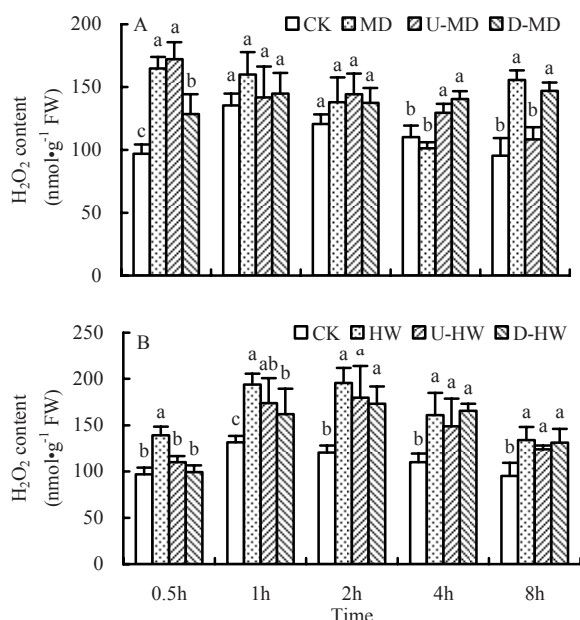 A
CK MD U-MD D-MD
200
150
100
50
0
H₂O₂ content
(nmol•g⁻¹ FW)
c a a b
a a a a
a a a a
b b a a
b a b a
B
CK HW U-HW D-HW
250
200
150
100
50
0
H₂O₂ content
(nmol•g⁻¹ FW)
b a b b
c a ab b
b a a a
b a a a
b a a a
0.5h 1h 2h 4h 8h
Time